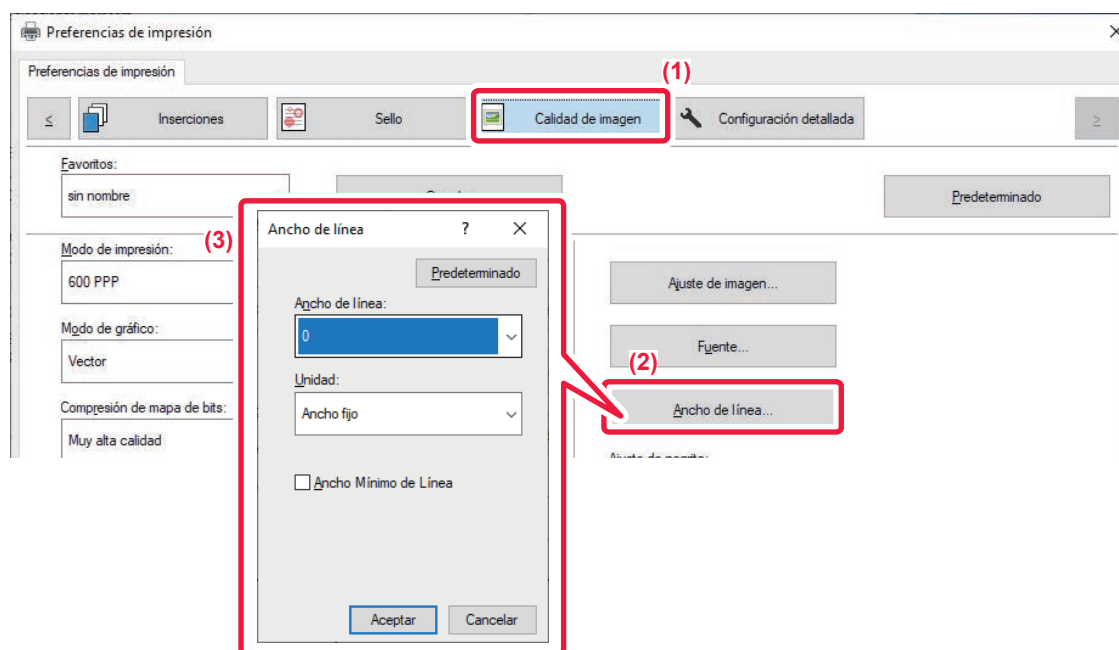 Preferencias de impresión
Preferencias de impresión
(1)
<
Inserciones
Sello
Calidad de imagen
Configuración detallada
>
Favoritos:
sin nombre
Predeterminado
Modo de impresión:
600 PPP
Modo de gráfico:
Vector
Compresión de mapa de bits:
Muy alta calidad
(3)
Ancho de línea
?
Predeterminado
Ancho de línea:
0
Unidad:
Ancho fijo
Ancho Mínimo de Línea
Aceptar
Cancelar
Ajuste de imagen...
Fuente...
(2)
Ancho de línea...